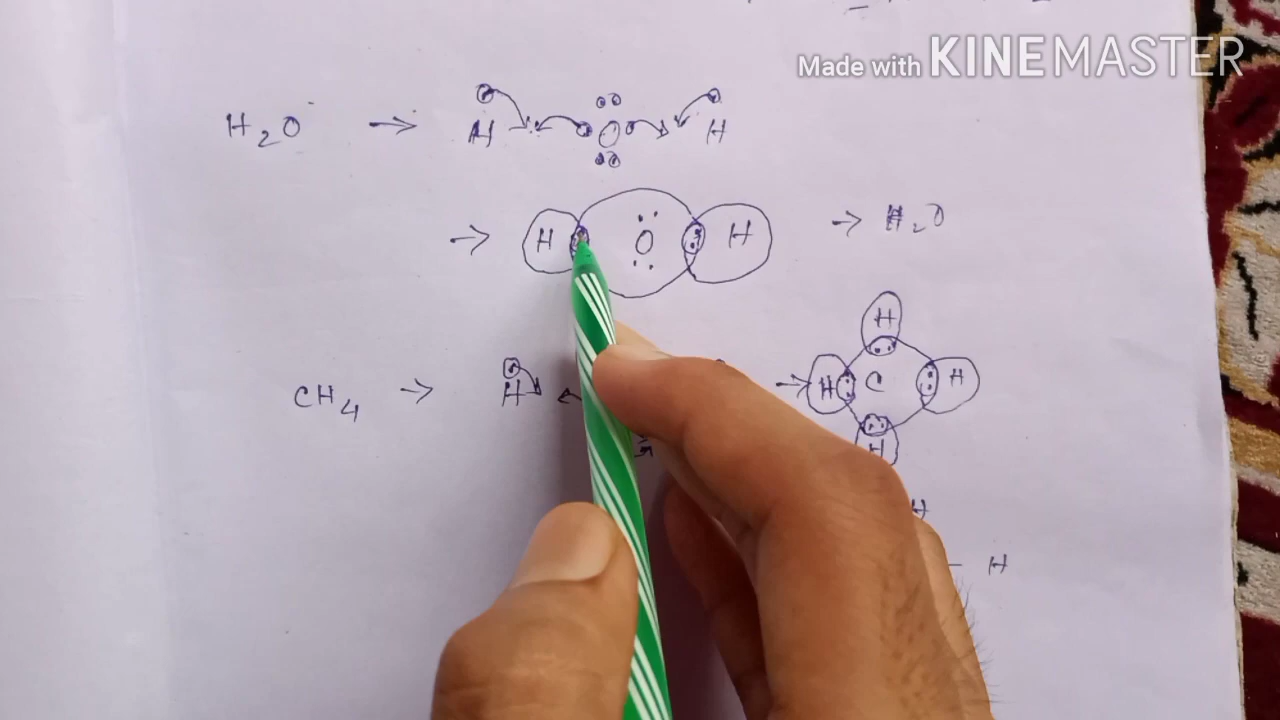 Made with KINEMASTER
H₂O → H O H
→ H O H → H₂O
H
CH₄ → H → H C H
H
H
– H